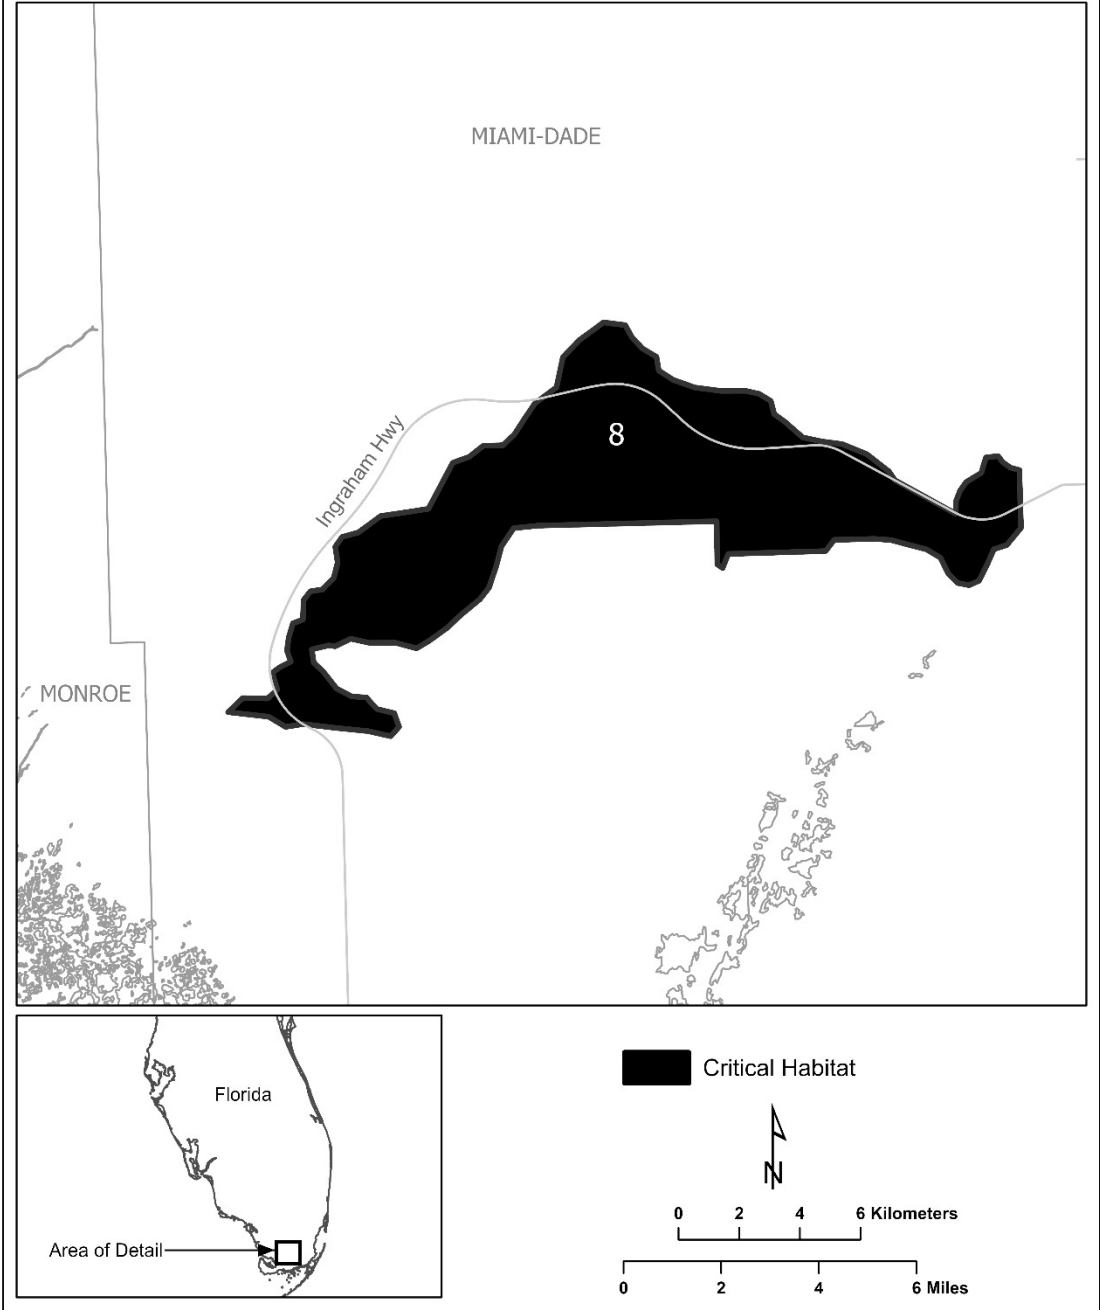 MIAMI-DADE
Ingraham Hwy
8
MONROE
Florida
Area of Detail
Critical Habitat
N
0 2 4 6 Kilometers
0 2 4 6 Miles